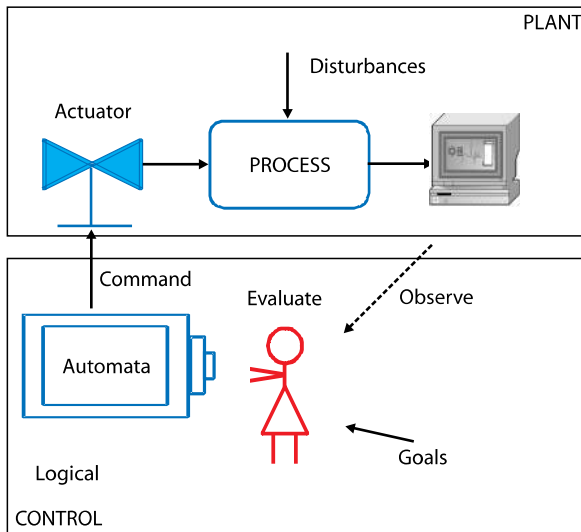 PLANT
Disturbances
Actuator
PROCESS
Command
Evaluate
Observe
Automata
Goals
Logical
CONTROL